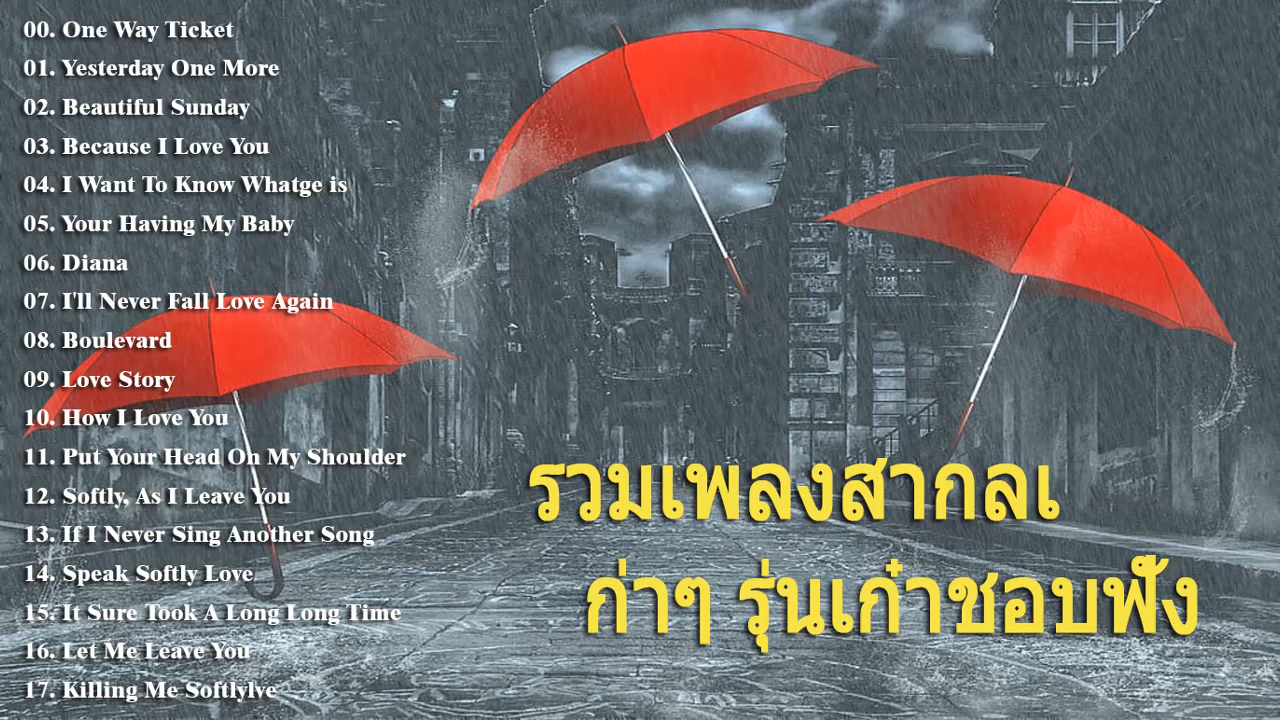 00. One Way Ticket
01. Yesterday One More
02. Beautiful Sunday
03. Because I Love You
04. I Want To Know Whatge is
05. Your Having My Baby
06. Diana
07. I'll Never Fall Love Again
08. Boulevard
09. Love Story
10. How I Love You
11. Put Your Head On My Shoulder
12. Softly, As I Leave You
13. If I Never Sing Another Song
14. Speak Softly Love
15. It Sure Took A Long Long Time
16. Let Me Leave You
17. Killing Me Softlylve
รวมเพลงสากลเ
ก่าๆ รุ่นเก๋าชอบฟัง